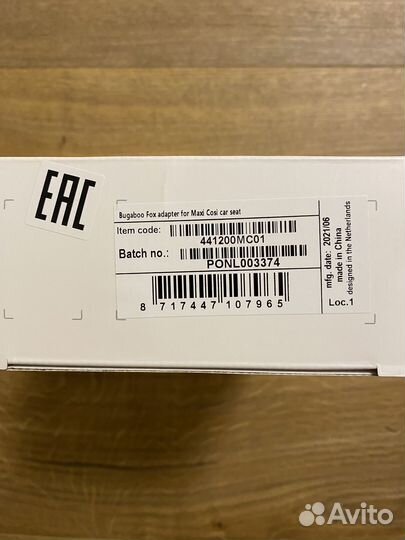 EAC
Bugaboo Fox adapter for Maxi Cosi car seat
Item code:
441200MC01
Batch no.:
PONL003374
8 717447 107965
mfg. date: 2021/06
made in China
designed in the Netherlands
Loc.1
Avito